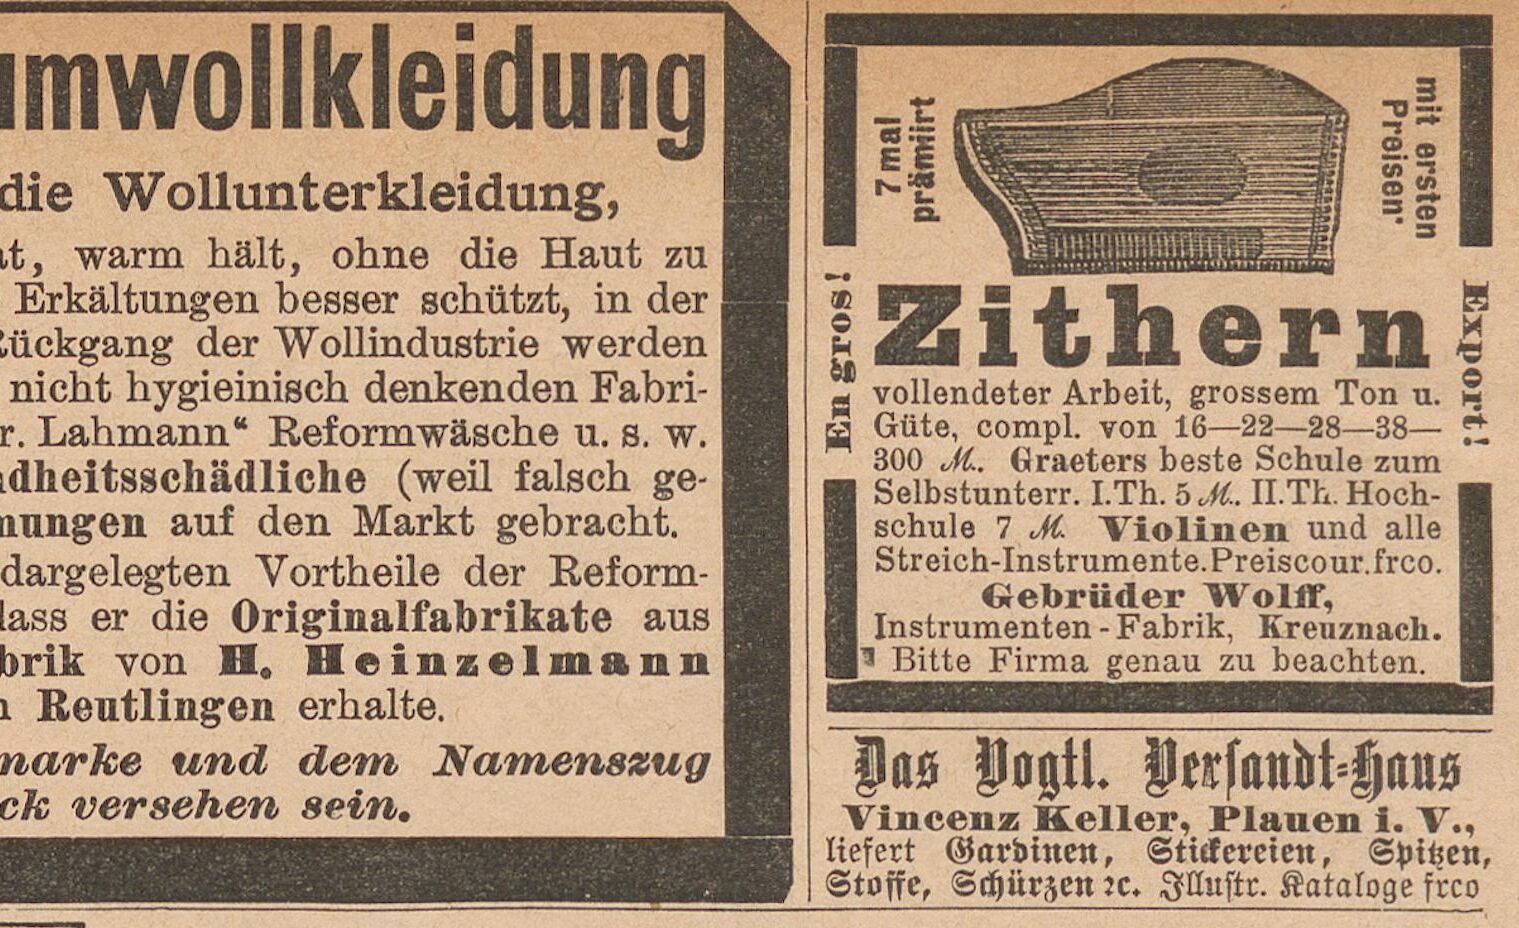 umwollkleidung
die Wollunterkleidung,
at, warm hält, ohne die Haut zu
Erkältungen besser schützt, in der
Rückgang der Wollindustrie werden
nicht hygieinisch denkenden Fabri-
r. Lahmann“ Reformwäsche u. s. w.
ndheitsschädliche (weil falsch ge-
mungen auf den Markt gebracht.
dargelegten Vortheile der Reform-
dass er die Originalfabrikate aus
brik von H. Heinzelmann
n Reutlingen erhalte.
marke und dem Namenszug
ck versehen sein.
7 mal
prämiirt
mit ersten
Preisen
En gros!
Export!
Zithern
vollendeter Arbeit, grossem Ton u.
Güte, compl. von 16—22—28—38—
300 M. Graeters beste Schule zum
Selbstunterr. I.Th. 5 M. II.Th. Hoch-
schule 7 M. Violinen und alle
Streich-Instrumente. Preiscour. frco.
Gebrüder Wolff,
Instrumenten-Fabrik, Kreuznach.
Bitte Firma genau zu beachten.
Das Vogtl. Verſandt-Haus
Vincenz Keller, Plauen i. V.,
liefert Gardinen, Stickereien, Spitzen,
Stoffe, Schürzen ꝛc. Illuſtr. Kataloge frco